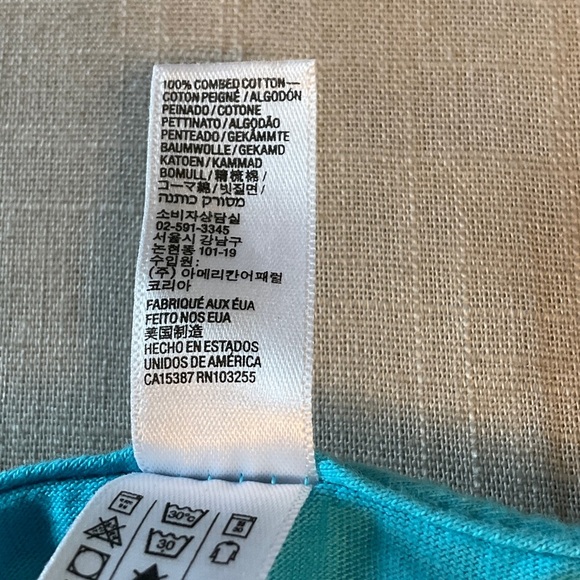 100% COMBED COTTON—
COTON PEIGNÉ / ALGODÓN
PEINADO / COTONE
PETTINATO / ALGODÃO
PENTEADO / GEKÄMMTE
BAUMWOLLE / GEKAMD
KATOEN / KAMMAD
BOMULL / 精梳棉 /
コーマ綿 / 빗질면 /
מסורק כותנה
소비자상담실
02-591-3345
서울시 강남구
논현동 101-19
수입원:
(주) 아메리칸어패럴
코리아
FABRIQUÉ AUX ÉUA
FEITO NOS EUA
美国制造
HECHO EN ESTADOS
UNIDOS DE AMÉRICA
CA15387 RN103255
30°C
30